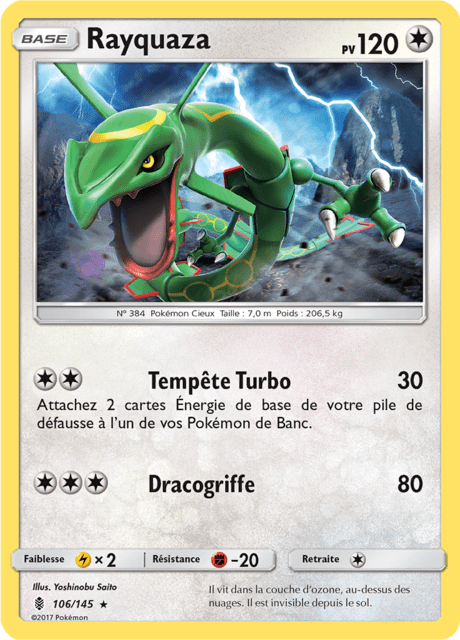 BASE Rayquaza PV 120
N° 384 Pokémon Cieux Taille : 7,0 m Poids : 206,5 kg
Tempête Turbo 30
Attachez 2 cartes Énergie de base de votre pile de
défausse à l'un de vos Pokémon de Banc.
Dracogriffe 80
Faiblesse × 2 Résistance -20 Retraite
Illus. Yoshinobu Saito
106/145 ★
©2017 Pokémon
Il vit dans la couche d'ozone, au-dessus des
nuages. Il est invisible depuis le sol.